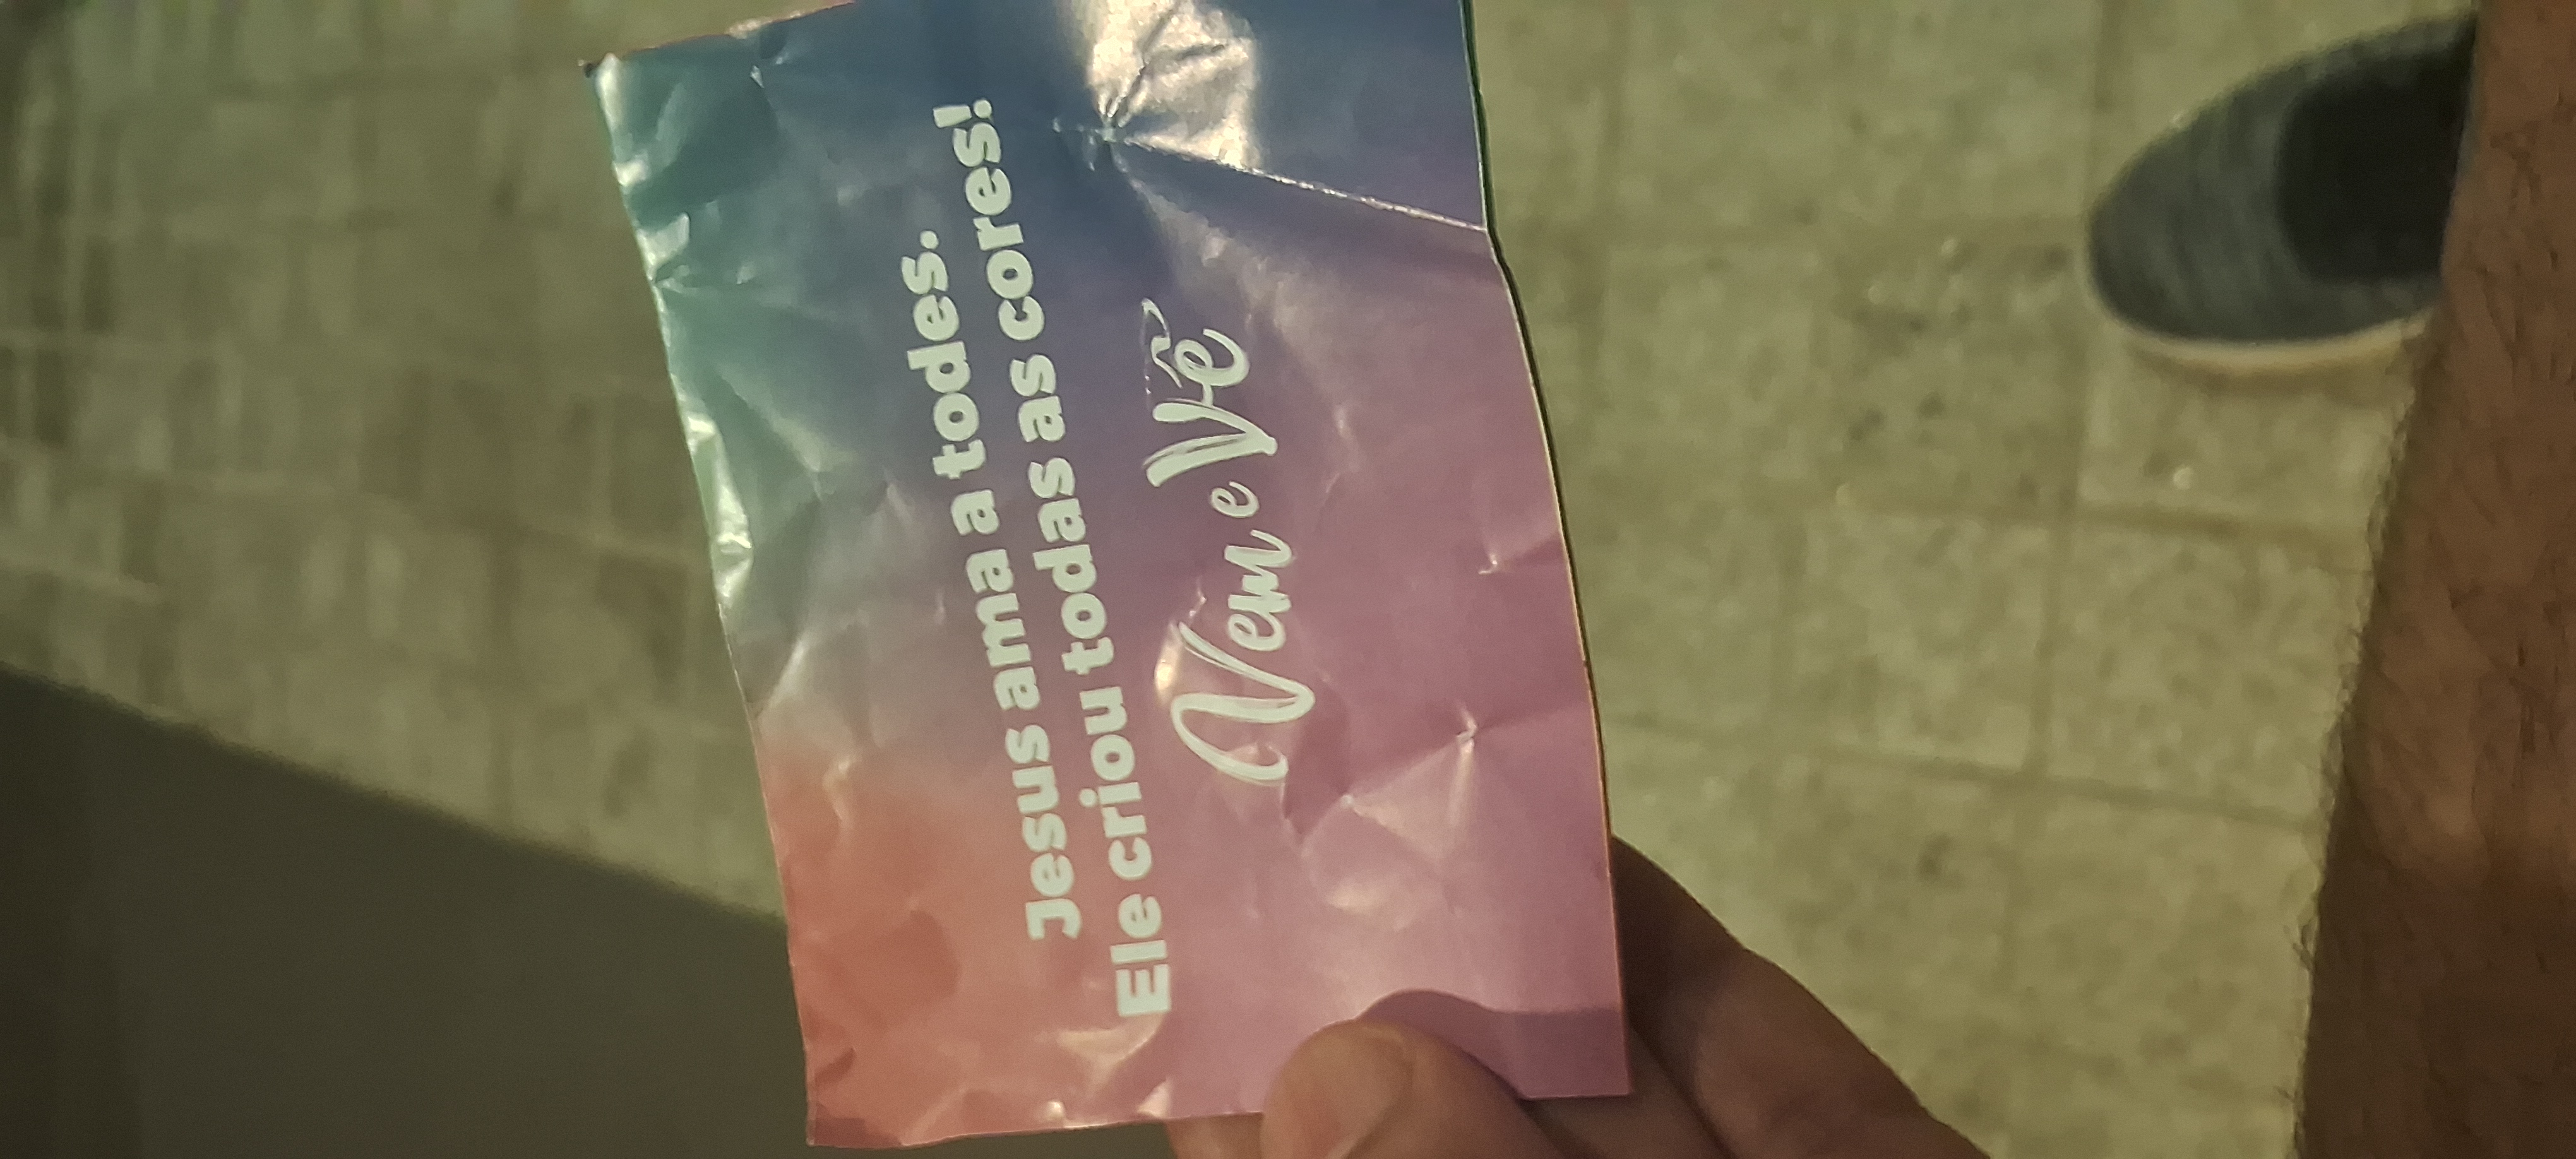 Jesus ama a todes.
Ele criou todas as cores!
Vem e Vê